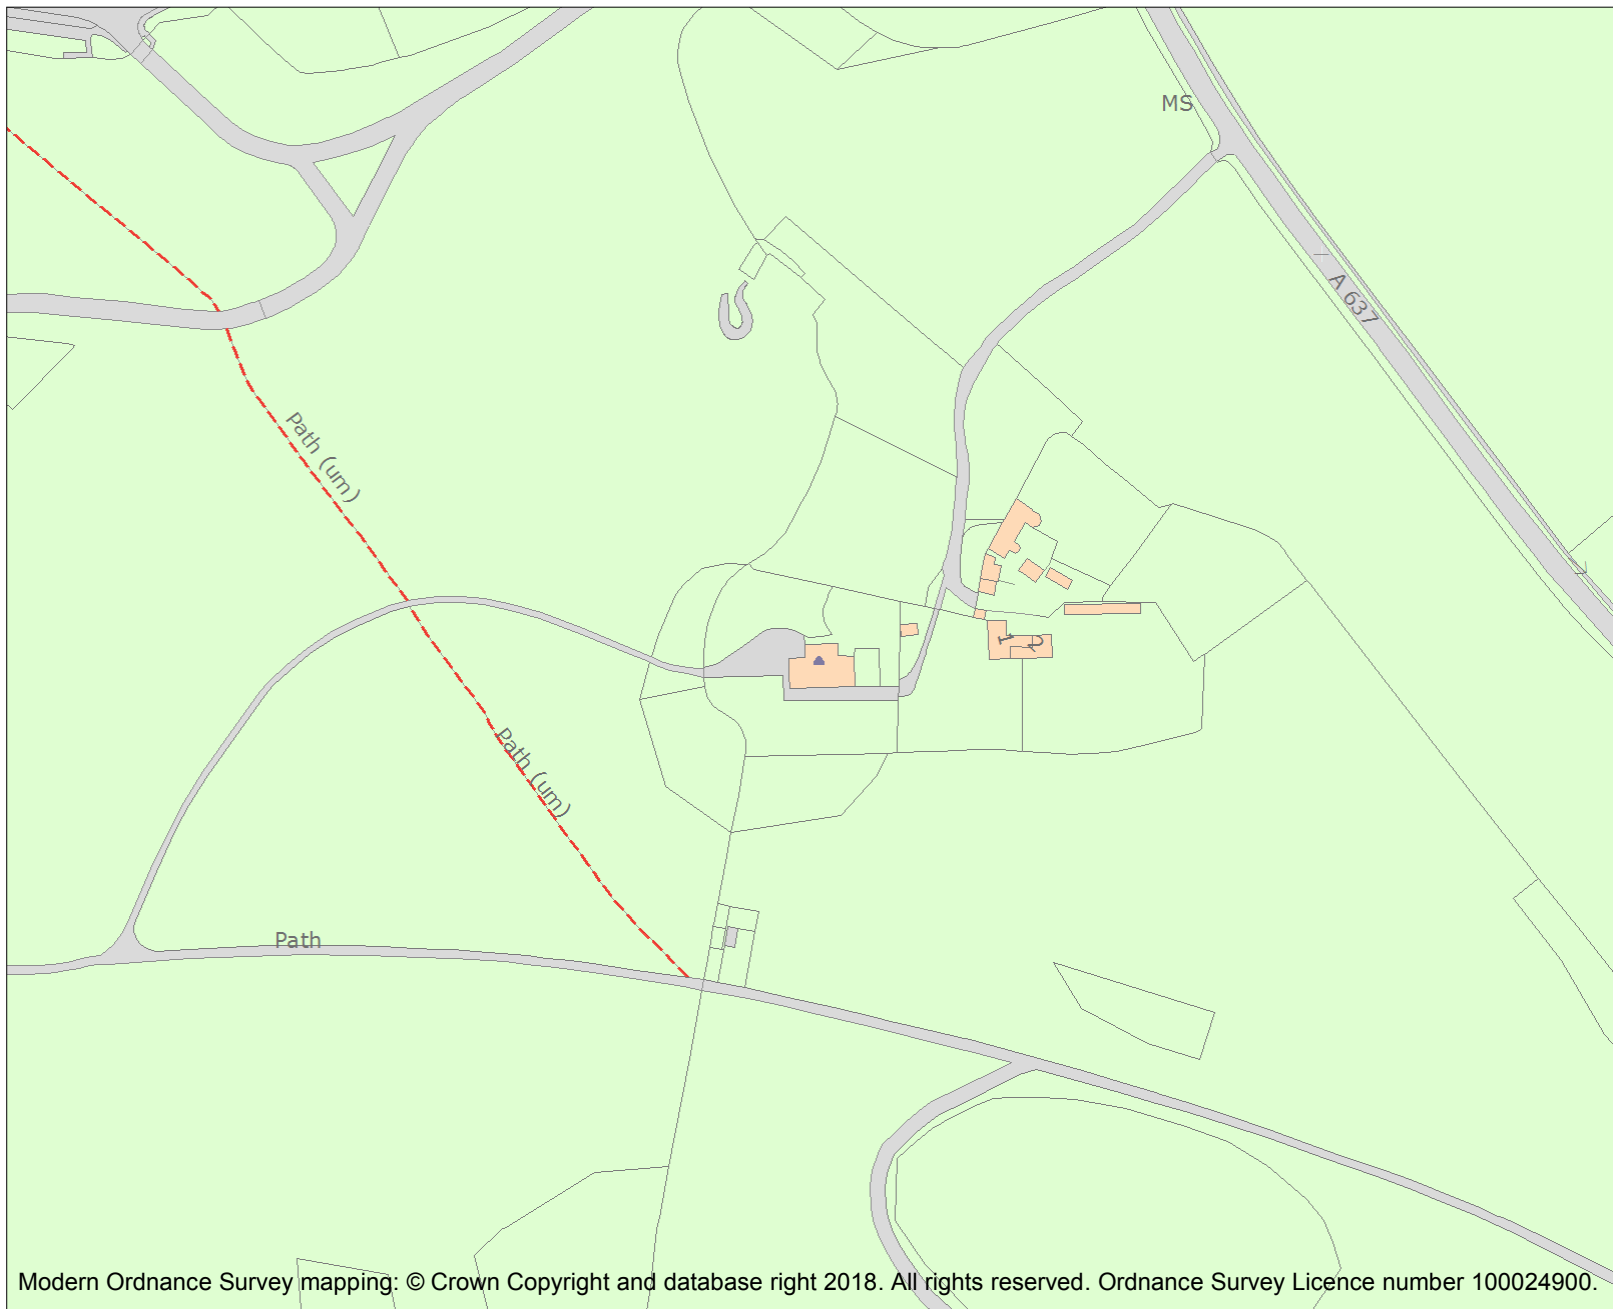 MS
A 637
Path (um)
1
2
Path (um)
Path
Modern Ordnance Survey mapping: © Crown Copyright and database right 2018. All rights reserved. Ordnance Survey Licence number 100024900.